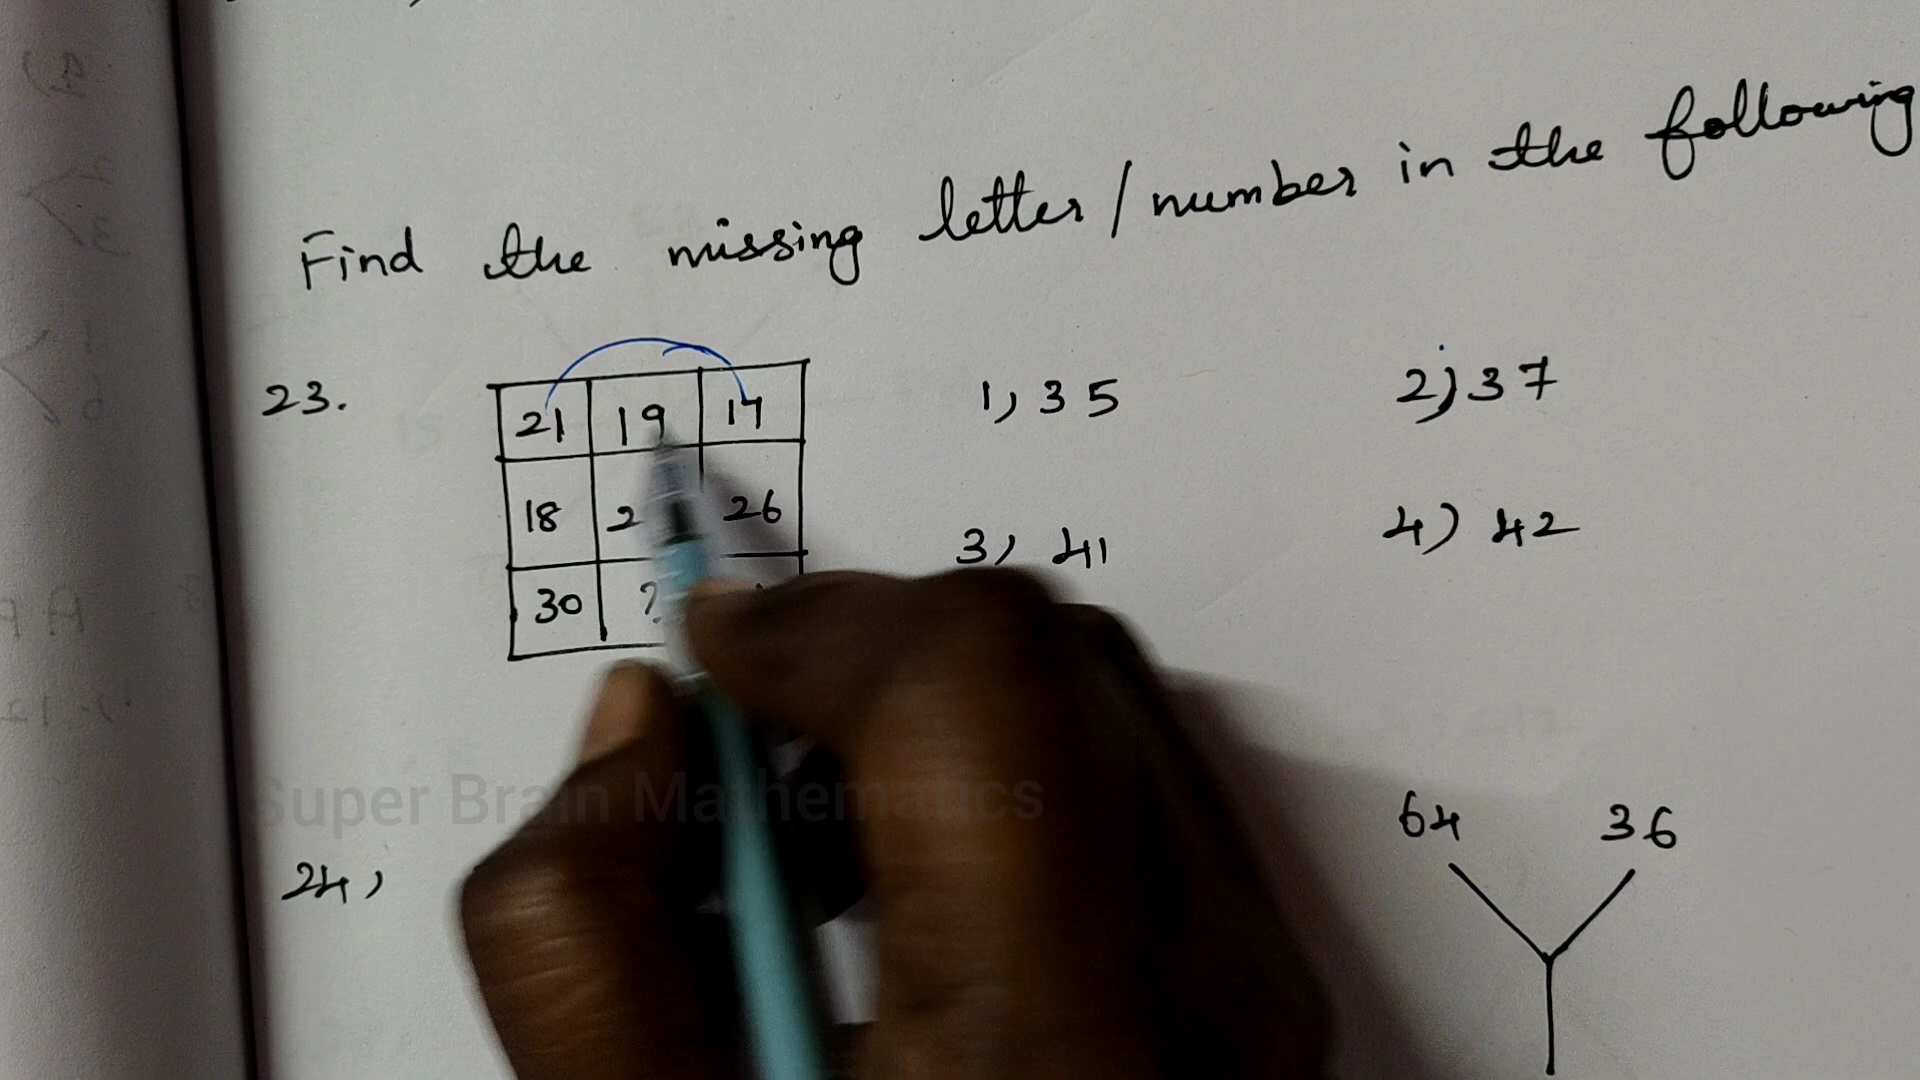 Find the missing letter/number in the following
23.
21 19 17
18 2 26
30 ?
1) 35 2) 37
3) 41 4) 42
Super Brain Mathematics
64 36
24)